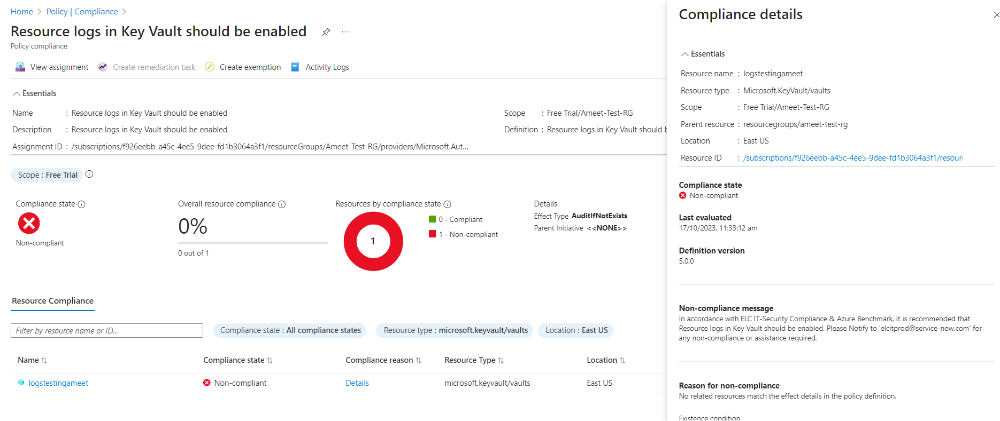 Home > Policy | Compliance >
Resource logs in Key Vault should be enabled ...
Policy compliance
View assignment Create remediation task Create exemption Activity Logs
Essentials
Name : Resource logs in Key Vault should be enabled
Scope : Free Trial/Ameet-Test-RG
Description : Resource logs in Key Vault should be enabled
Definition : Resource logs in Key Vault should b
Assignment ID : /subscriptions/f926eebb-a45c-4ee5-9dee-fd1b3064a3f1/resourceGroups/Ameet-Test-RG/providers/Microsoft.Aut...
Scope : Free Trial
Compliance state
Non-compliant
Overall resource compliance
0%
0 out of 1
Resources by compliance state
1
0 - Compliant
1 - Non-compliant
Details
Effect Type AuditIfNotExists
Parent Initiative <<NONE>>
Resource Compliance
Filter by resource name or ID...
Compliance state : All compliance states
Resource type : microsoft.keyvault/vaults
Location : East US
Name Compliance state Compliance reason Resource Type Location
logstestingameet Non-compliant Details microsoft.keyvault/vaults East US
Compliance details
Essentials
Resource name : logstestingameet
Resource type : Microsoft.KeyVault/vaults
Scope : Free Trial/Ameet-Test-RG
Parent resource : resourcegroups/ameet-test-rg
Location : East US
Resource ID : /subscriptions/f926eebb-a45c-4ee5-9dee-fd1b3064a3f1/resour
Compliance state
Non-compliant
Last evaluated
17/10/2023, 11:33:12 am
Definition version
5.0.0
Non-compliance message
In accordance with ELC IT-Security Compliance & Azure Benchmark, it is recommended that
Resource logs in Key Vault should be enabled. Please Notify to 'elcitprod@service-now.com' for
any non-compliance or assistance required.
Reason for non-compliance
No related resources match the effect details in the policy definition.
Existence condition